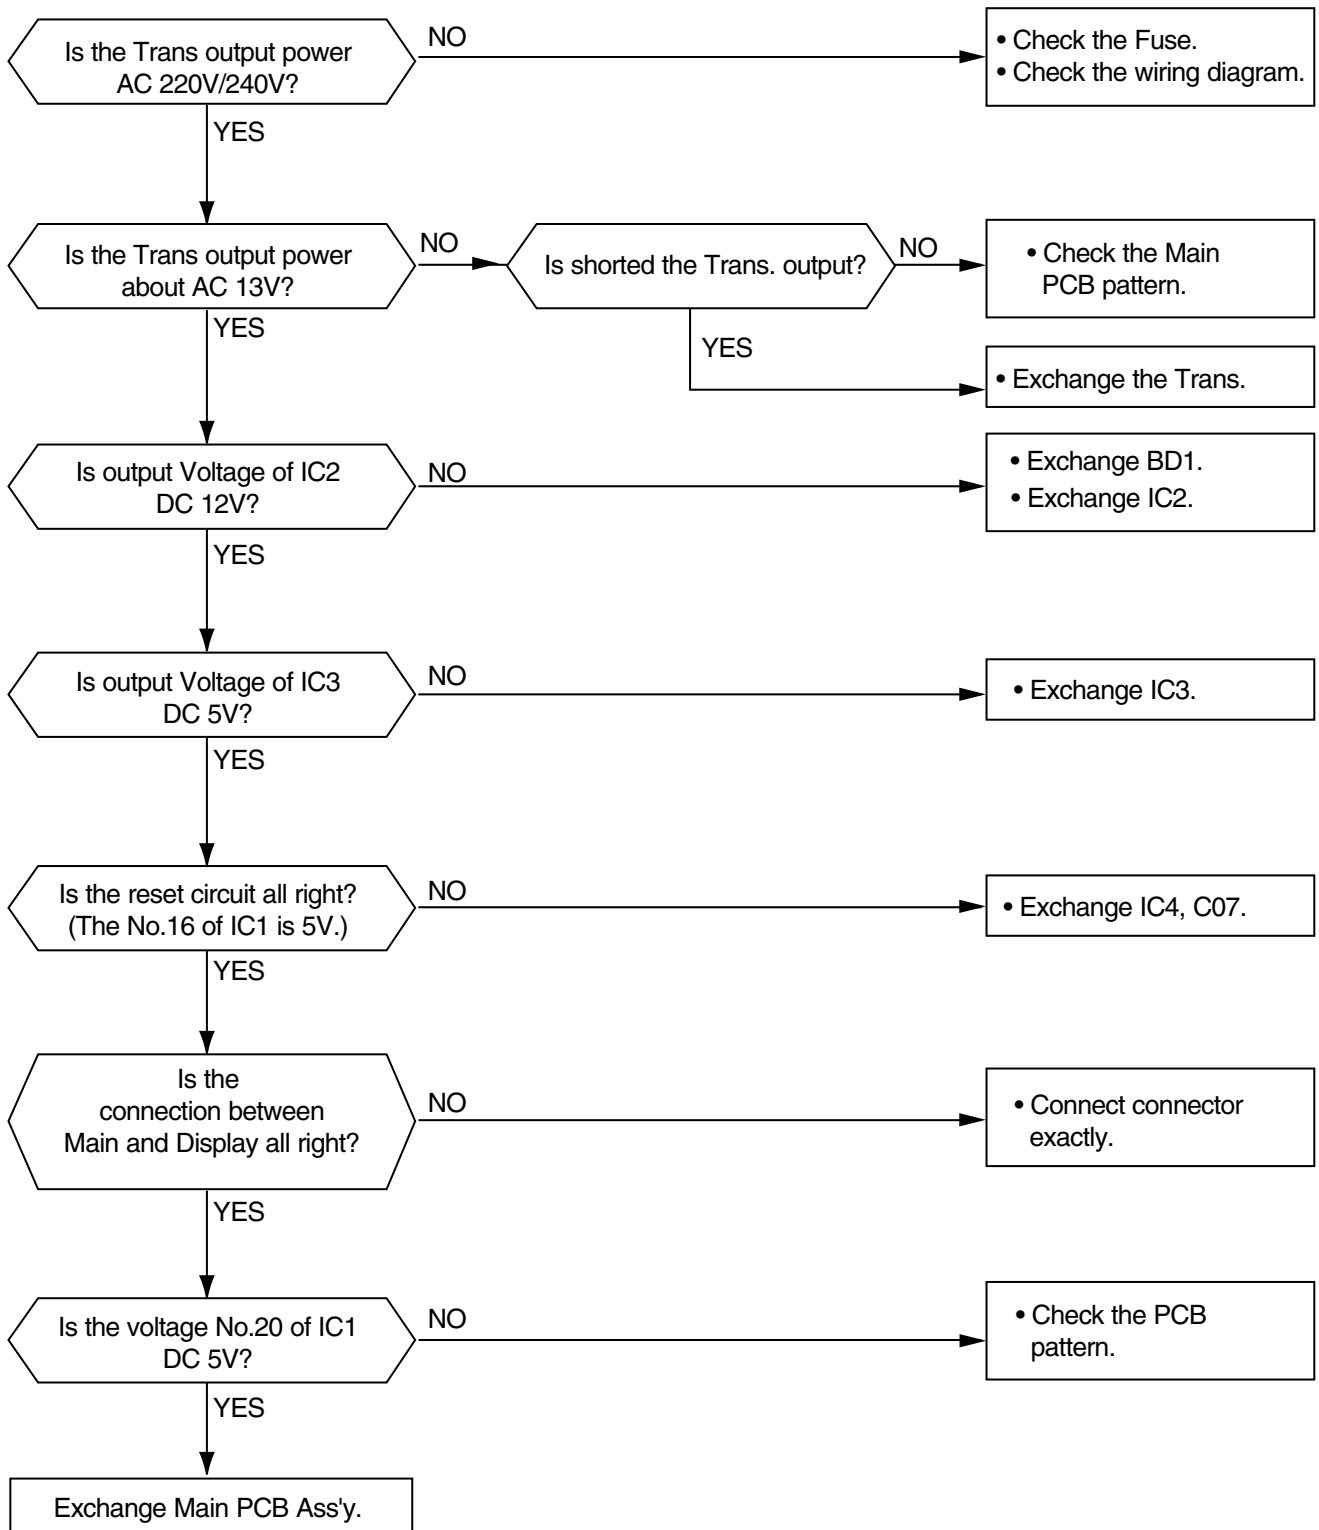 Is the Trans output power
AC 220V/240V?
NO
• Check the Fuse.
• Check the wiring diagram.
YES
Is the Trans output power
about AC 13V?
NO
Is shorted the Trans. output?
NO
• Check the Main
PCB pattern.
YES
YES
• Exchange the Trans.
Is output Voltage of IC2
DC 12V?
NO
• Exchange BD1.
• Exchange IC2.
YES
Is output Voltage of IC3
DC 5V?
NO
• Exchange IC3.
YES
Is the reset circuit all right?
(The No.16 of IC1 is 5V.)
NO
• Exchange IC4, C07.
YES
Is the
connection between
Main and Display all right?
NO
• Connect connector
exactly.
YES
Is the voltage No.20 of IC1
DC 5V?
NO
• Check the PCB
pattern.
YES
Exchange Main PCB Ass'y.